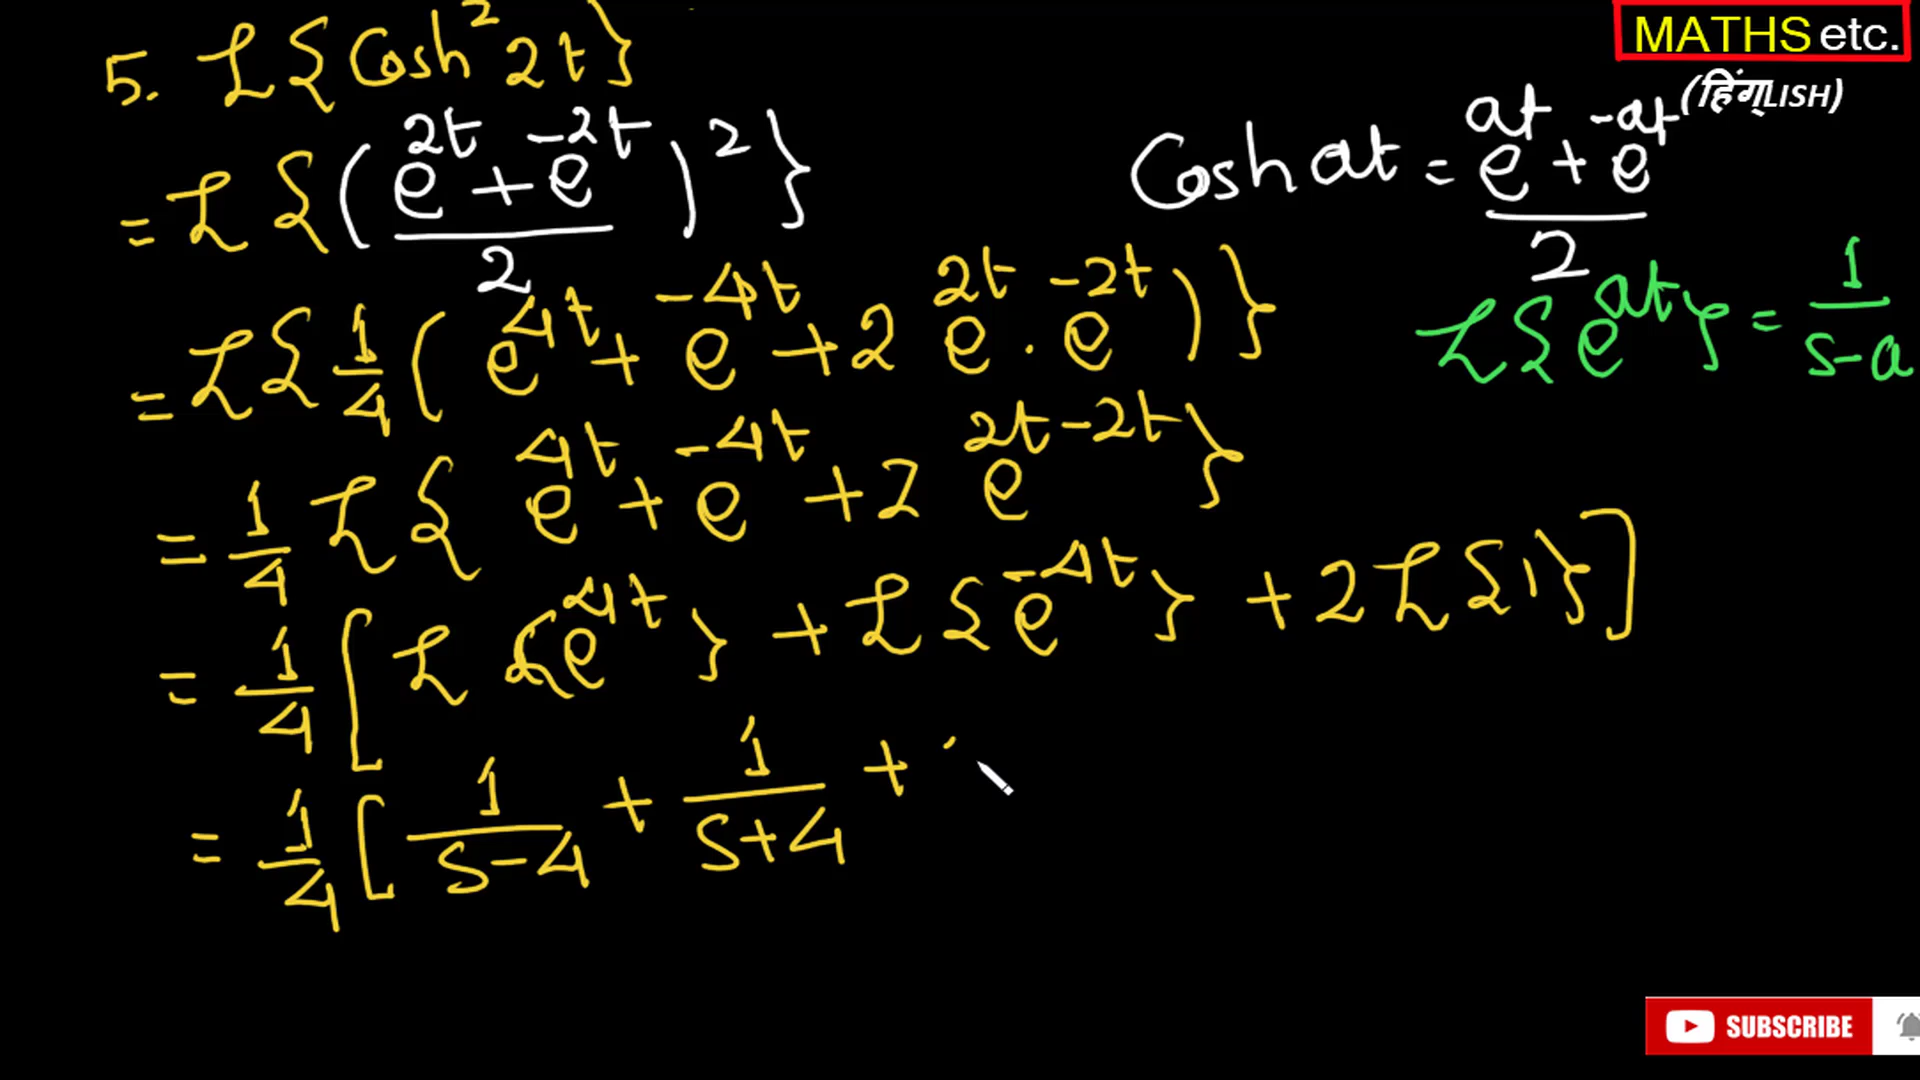 MATHS etc.
(हिंग्LISH)
5. ℒ{Cosh² 2t}
= ℒ{(e^2t + e^-2t / 2)²}
Cosh at = e^at + e^-at / 2
ℒ{e^at} = 1/s-a
= ℒ{1/4 (e^4t + e^-4t + 2 e^2t . e^-2t)}
= 1/4 ℒ{e^4t + e^-4t + 2 e^2t-2t}
= 1/4 [ℒ{e^4t} + ℒ{e^-4t} + 2ℒ{1}]
= 1/4 [1/s-4 + 1/s+4 +
SUBSCRIBE